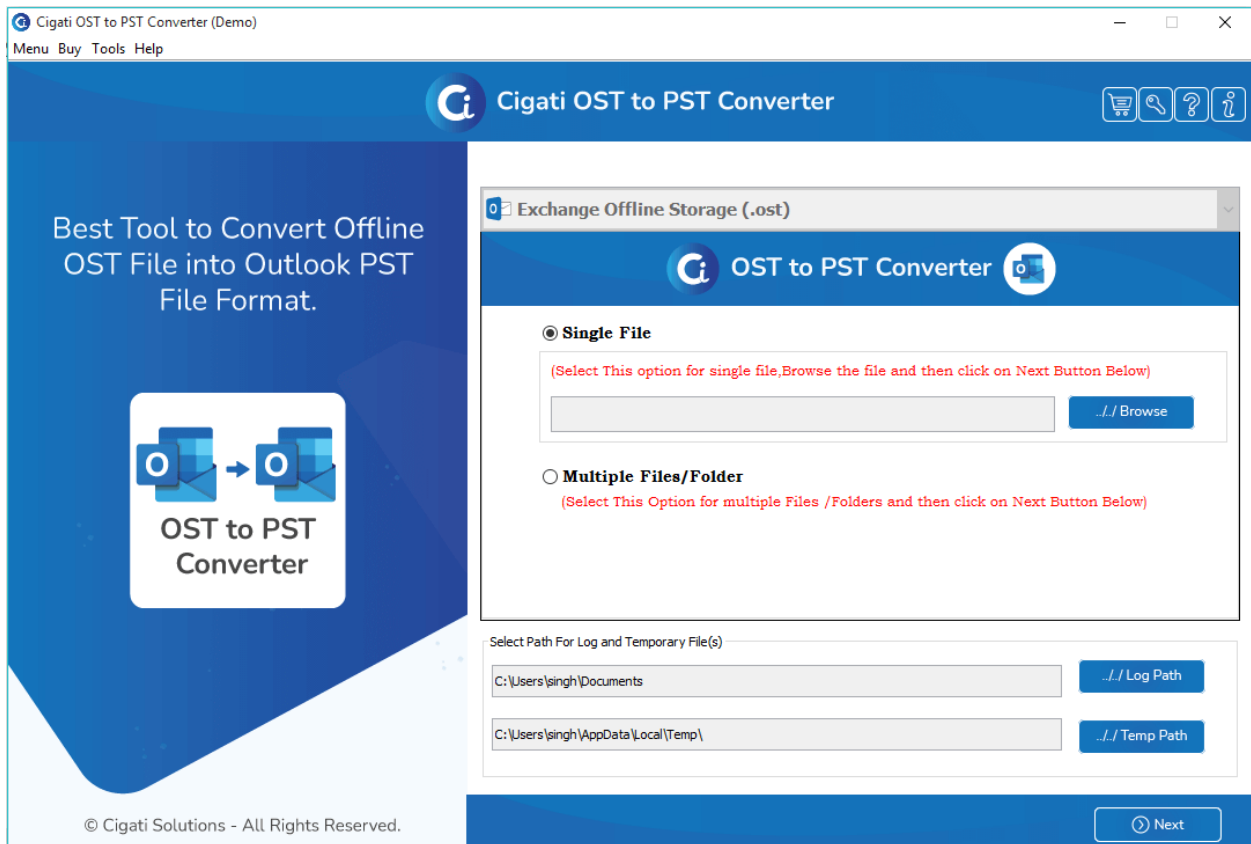 Cigati OST to PST Converter (Demo)
Menu Buy Tools Help
Ci Cigati OST to PST Converter
Best Tool to Convert Offline
OST File into Outlook PST
File Format.
O O
OST to PST
Converter
© Cigati Solutions - All Rights Reserved.
O Exchange Offline Storage (.ost)
Ci OST to PST Converter O
Single File
(Select This option for single file,Browse the file and then click on Next Button Below)
../../ Browse
Multiple Files/Folder
(Select This Option for multiple Files /Folders and then click on Next Button Below)
Select Path For Log and Temporary File(s)
C:\Users\singh\Documents
../../ Log Path
C:\Users\singh\AppData\Local\Temp\
../../ Temp Path
Next